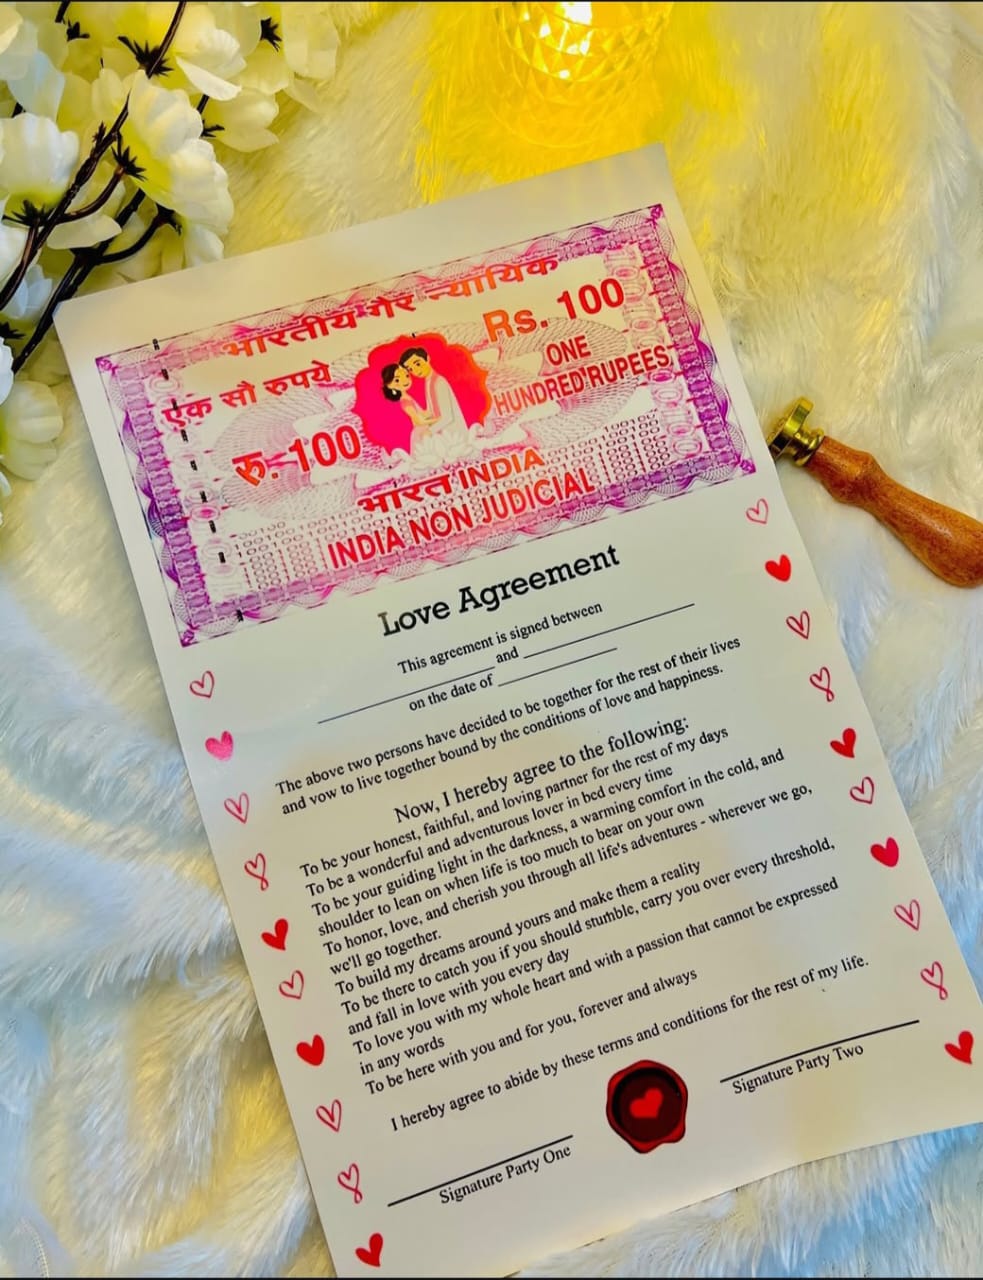 भारतीय गैर न्यायिक
एक सौ रुपये
रु. 100
Rs. 100
ONE
HUNDRED RUPEES
भारत INDIA
INDIA NON JUDICIAL
Love Agreement
This agreement is signed between
____________ and ____________
on the date of ____________
The above two persons have decided to be together for the rest of their lives
and vow to live together bound by the conditions of love and happiness.
Now, I hereby agree to the following:
To be your honest, faithful, and loving partner for the rest of my days
To be a wonderful and adventurous lover in bed every time
To be your guiding light in the darkness, a warming comfort in the cold, and
shoulder to lean on when life is too much to bear on your own
To honor, love, and cherish you through all life's adventures - wherever we go,
we'll go together.
To build my dreams around yours and make them a reality
To be there to catch you if you should stumble, carry you over every threshold,
and fall in love with you every day
To love you with my whole heart and with a passion that cannot be expressed
in any words
To be here with you and for you, forever and always
I hereby agree to abide by these terms and conditions for the rest of my life.
Signature Party One
Signature Party Two